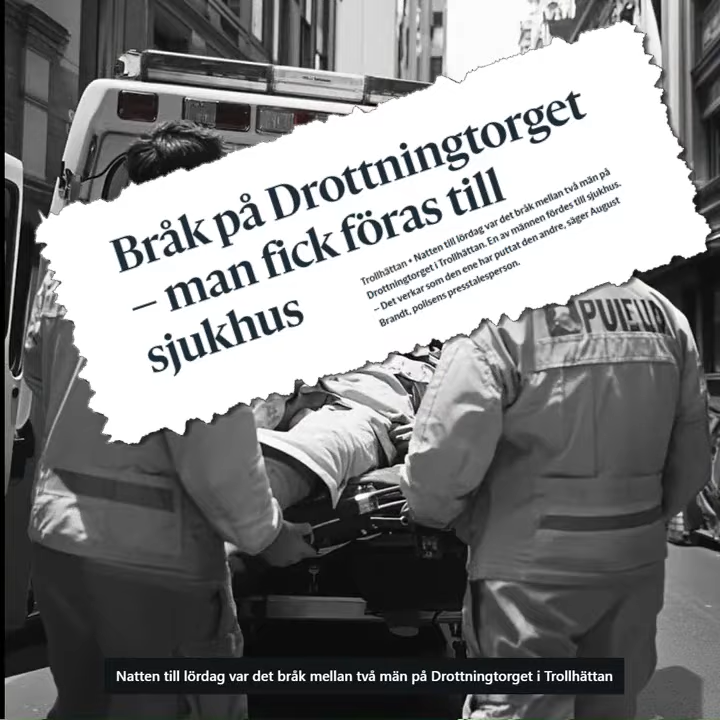 Bråk på Drottningtorget
– man fick föras till
sjukhus
Trollhättan • Natten till lördag var det bråk mellan två män på
Drottningtorget i Trollhättan. En av männen fördes till sjukhus.
– Det verkar som den ene har puttat den andre, säger August
Brandt, polisens presstalesperson.
Natten till lördag var det bråk mellan två män på Drottningtorget i Trollhättan